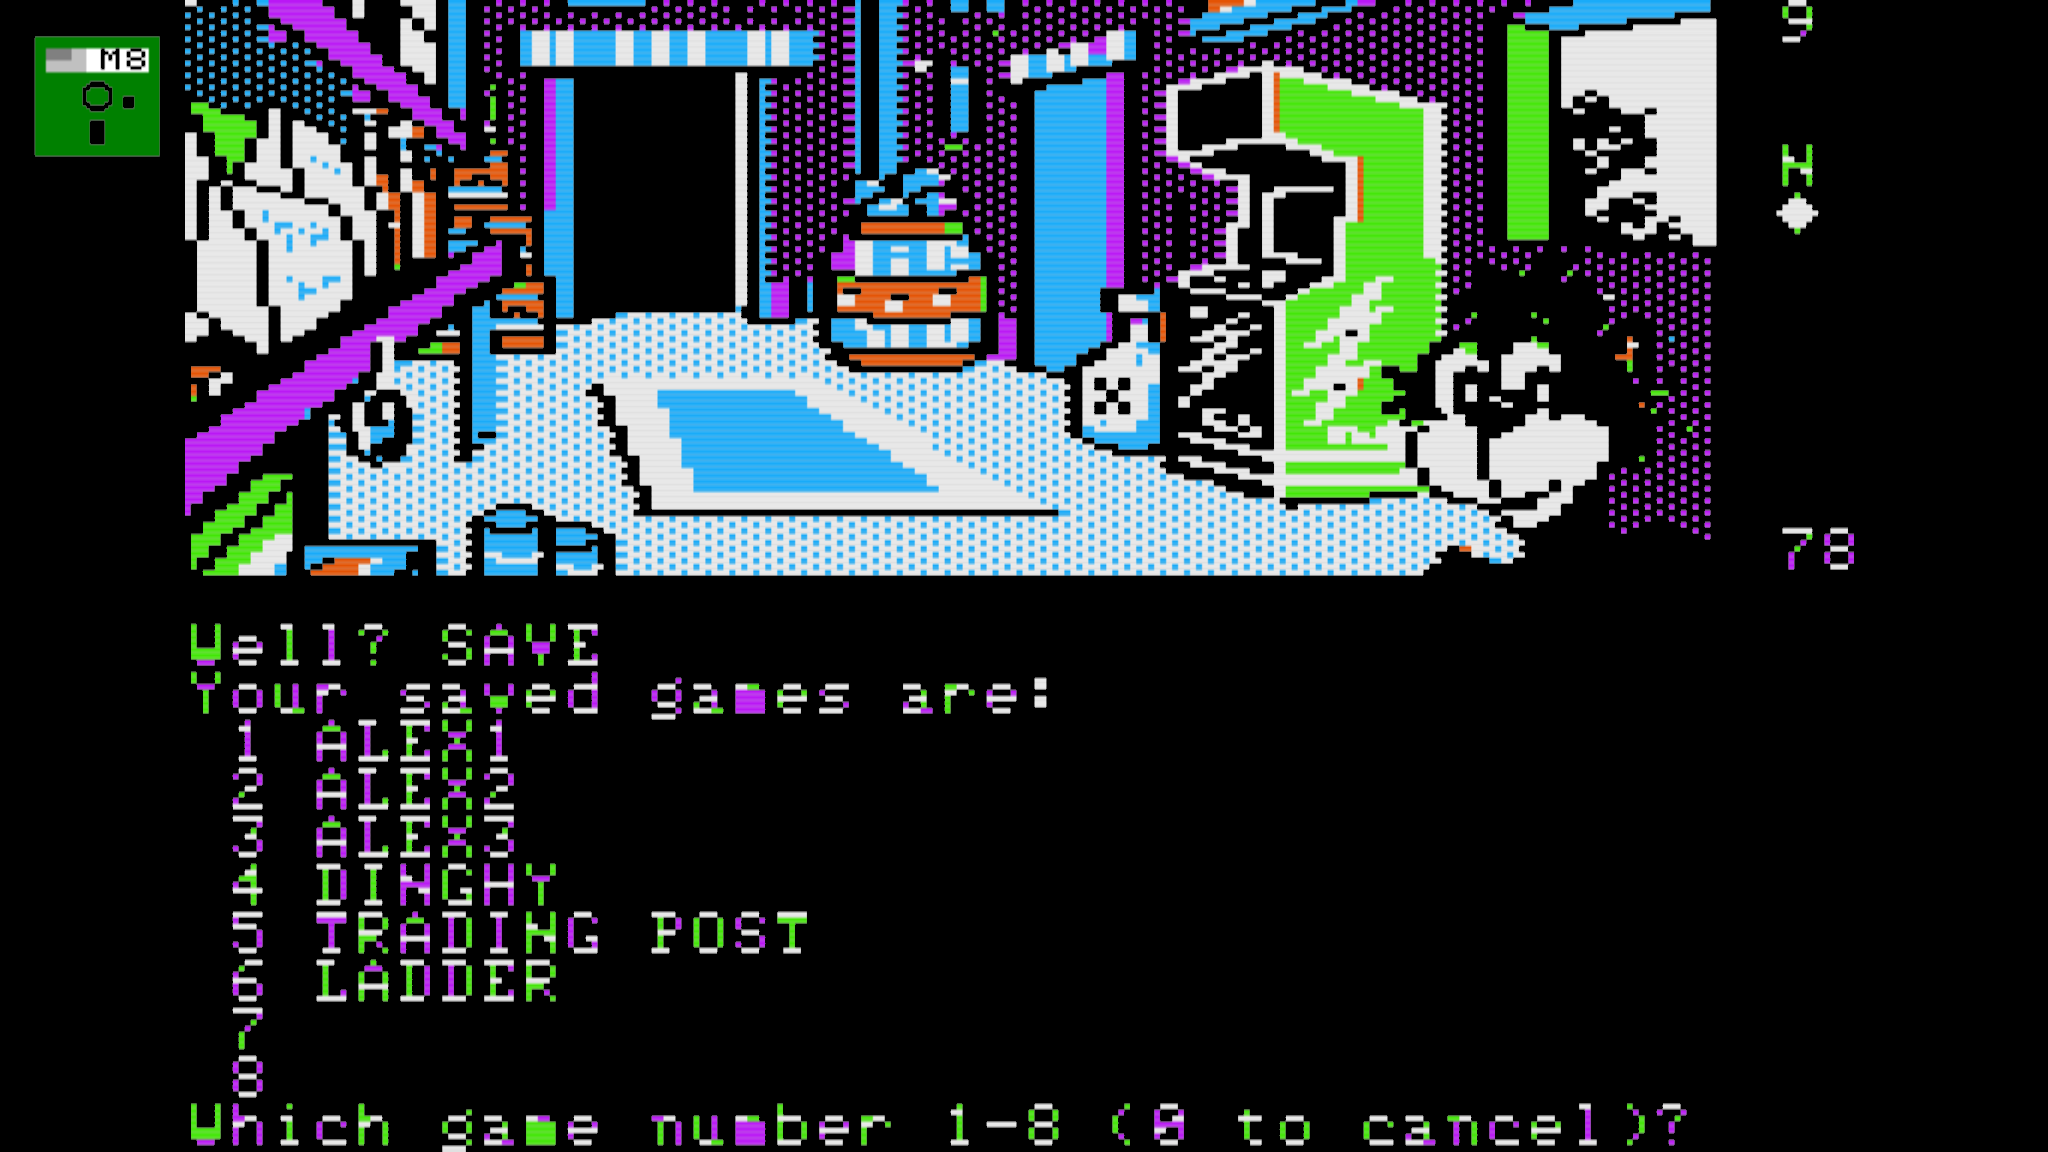 M8
9
N
78
Well? SAVE
Your saved games are:
1 ALEX1
2 ALEX2
3 ALEX3
4 DINGHY
5 TRADING POST
6 LADDER
7
8
Which game number 1-8 (0 to cancel)?